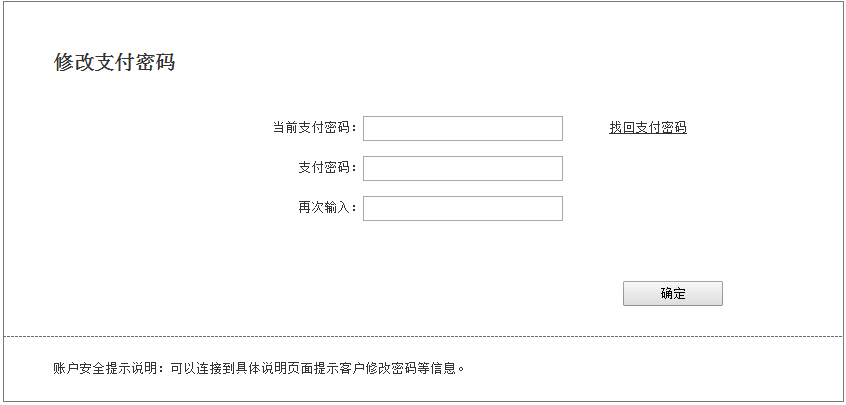 修改支付密码
当前支付密码：
找回支付密码
支付密码：
再次输入：
确定
账户安全提示说明：可以连接到具体说明页面提示客户修改密码等信息。